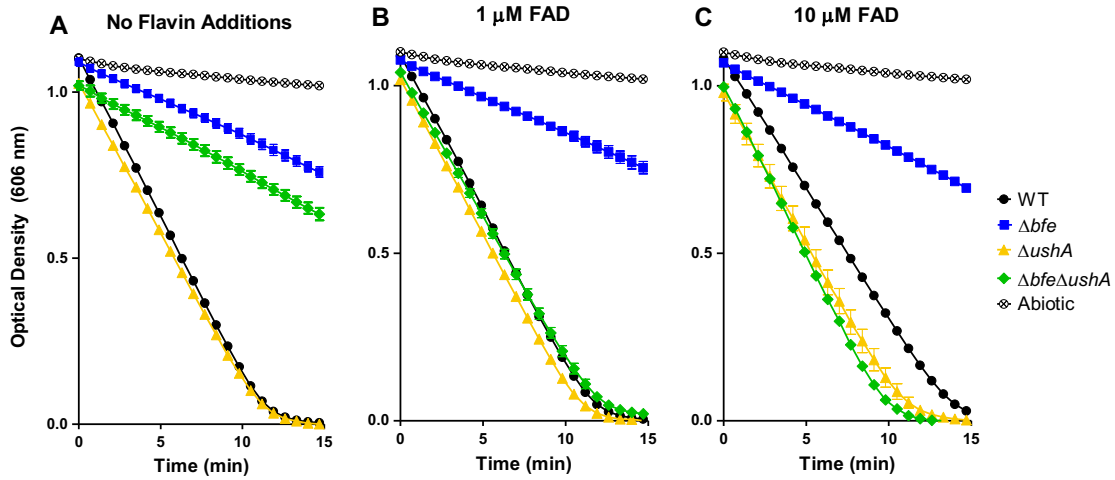 A
No Flavin Additions
B
1 μM FAD
C
10 μM FAD
Optical Density (606 nm)
1.0
0.5
0.0
0
5
10
15
Time (min)
1.0
0.5
0.0
0
5
10
15
Time (min)
1.0
0.5
0.0
0
5
10
15
Time (min)
WT
Δbfe
ΔushA
ΔbfeΔushA
Abiotic